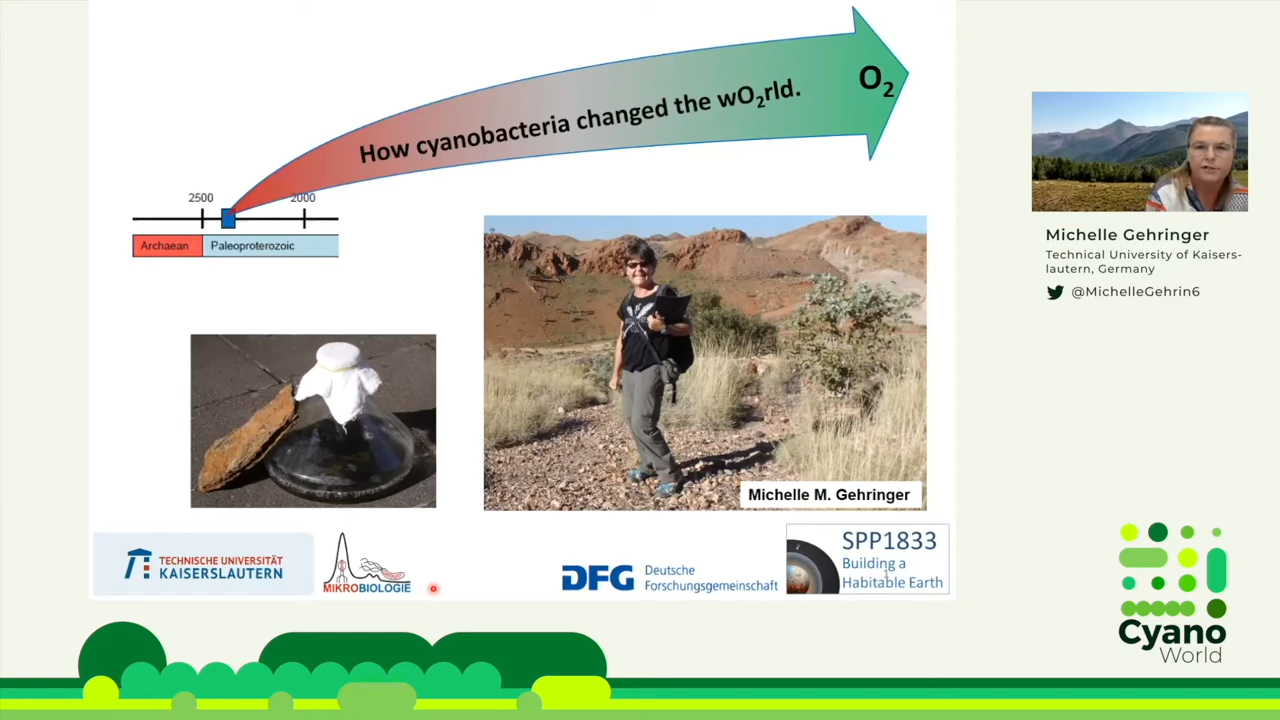 How cyanobacteria changed the wO₂rld.
O₂
2500 2000
Archaean Paleoproterozoic
Michelle M. Gehringer
TECHNISCHE UNIVERSITÄT
KAISERSLAUTERN
MIKROBIOLOGIE
DFG
Deutsche
Forschungsgemeinschaft
SPP1833
Building a
Habitable Earth
Michelle Gehringer
Technical University of Kaisers-
lautern, Germany
@MichelleGehrin6
Cyano
World